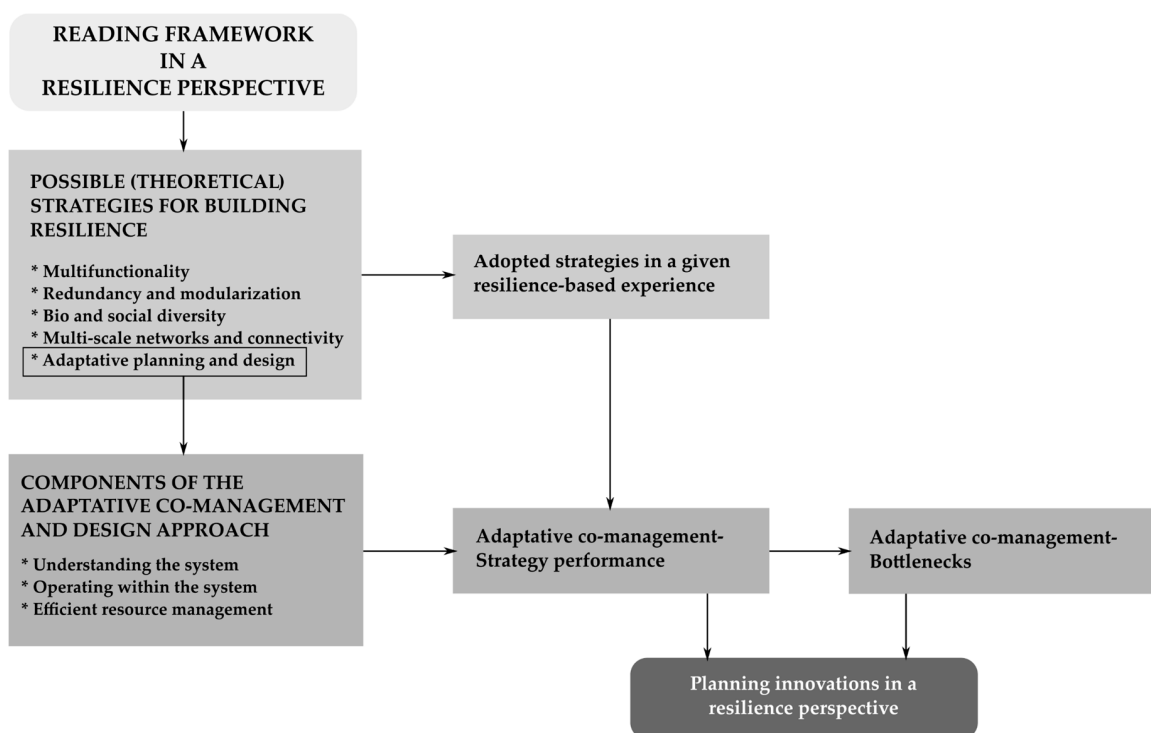 READING FRAMEWORK
IN A
RESILIENCE PERSPECTIVE
POSSIBLE (THEORETICAL)
STRATEGIES FOR BUILDING
RESILIENCE
* Multifunctionality
* Redundancy and modularization
* Bio and social diversity
* Multi-scale networks and connectivity
* Adaptative planning and design
Adopted strategies in a given
resilience-based experience
COMPONENTS OF THE
ADAPTATIVE CO-MANAGEMENT
AND DESIGN APPROACH
* Understanding the system
* Operating within the system
* Efficient resource management
Adaptative co-management-
Strategy performance
Adaptative co-management-
Bottlenecks
Planning innovations in a
resilience perspective